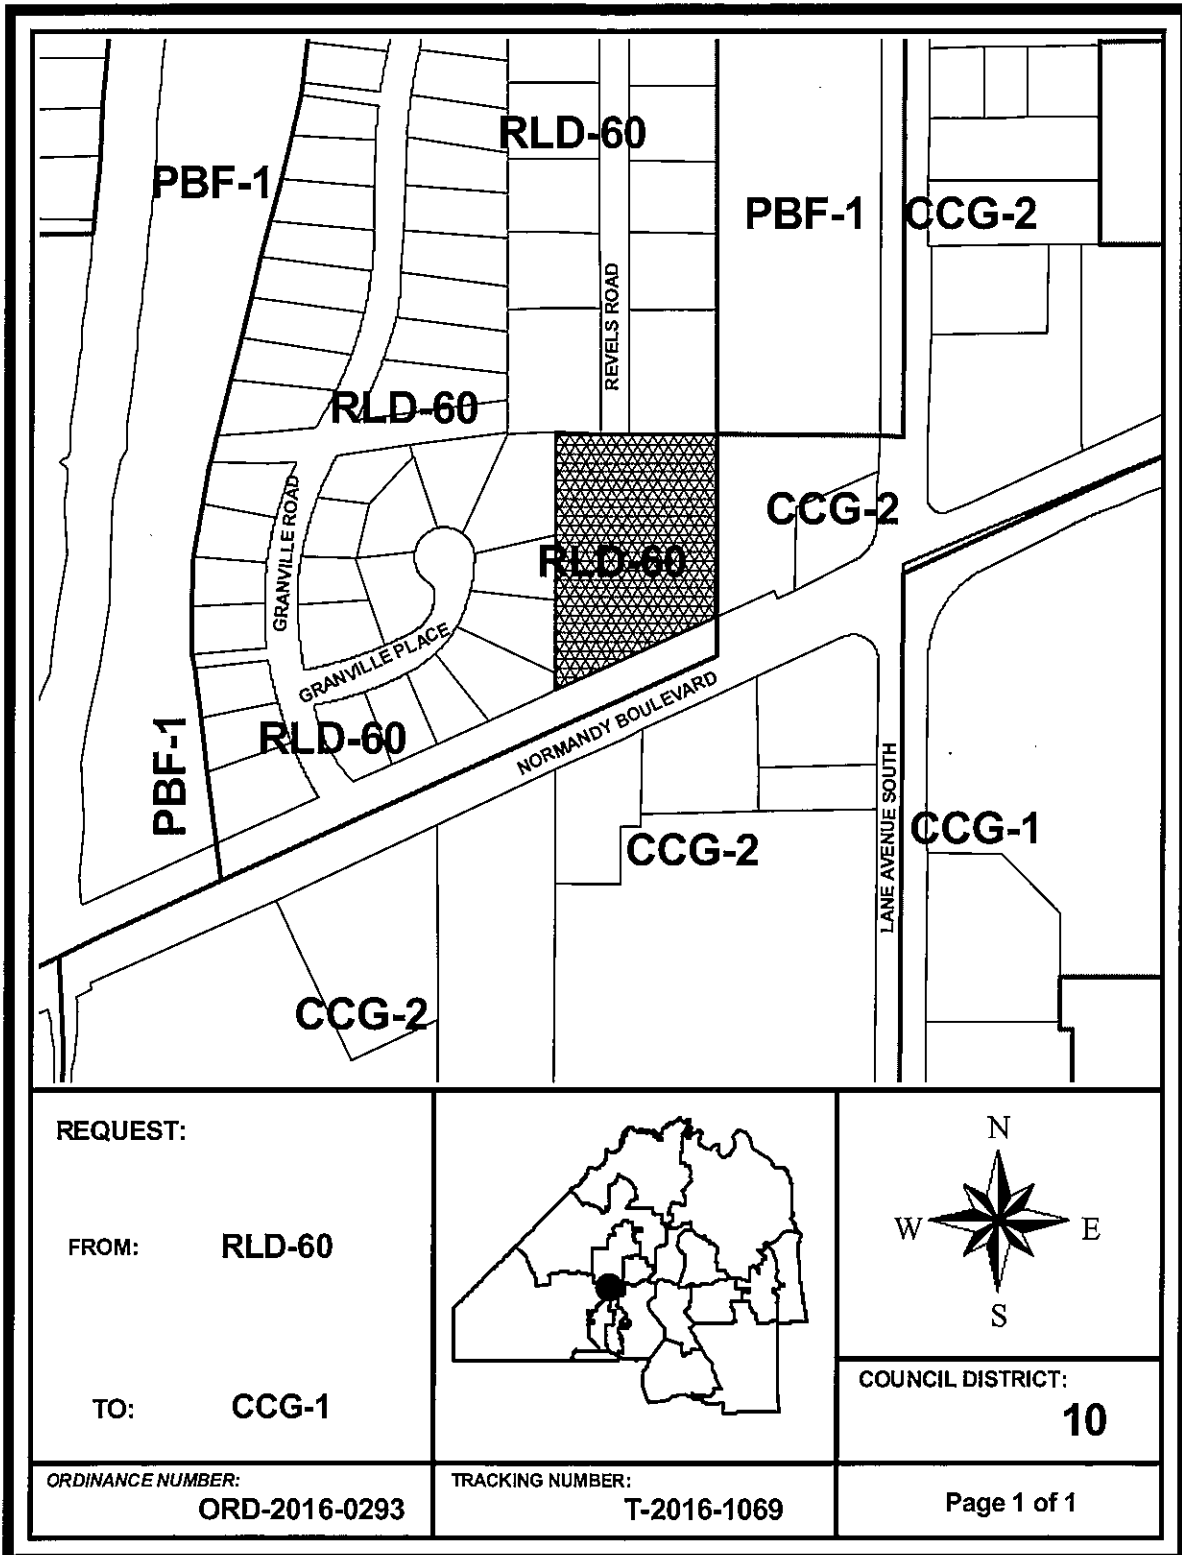 RLD-60
PBF-1
PBF-1
CCG-2
REVELS ROAD
RLD-60
GRANVILLE ROAD
CCG-2
RLD-60
GRANVILLE PLACE
NORMANDY BOULEVARD
RLD-60
PBF-1
LANE AVENUE SOUTH
CCG-2
CCG-1
CCG-2
REQUEST:
FROM: RLD-60
TO: CCG-1
N
W E
S
COUNCIL DISTRICT:
10
ORDINANCE NUMBER:
ORD-2016-0293
TRACKING NUMBER:
T-2016-1069
Page 1 of 1